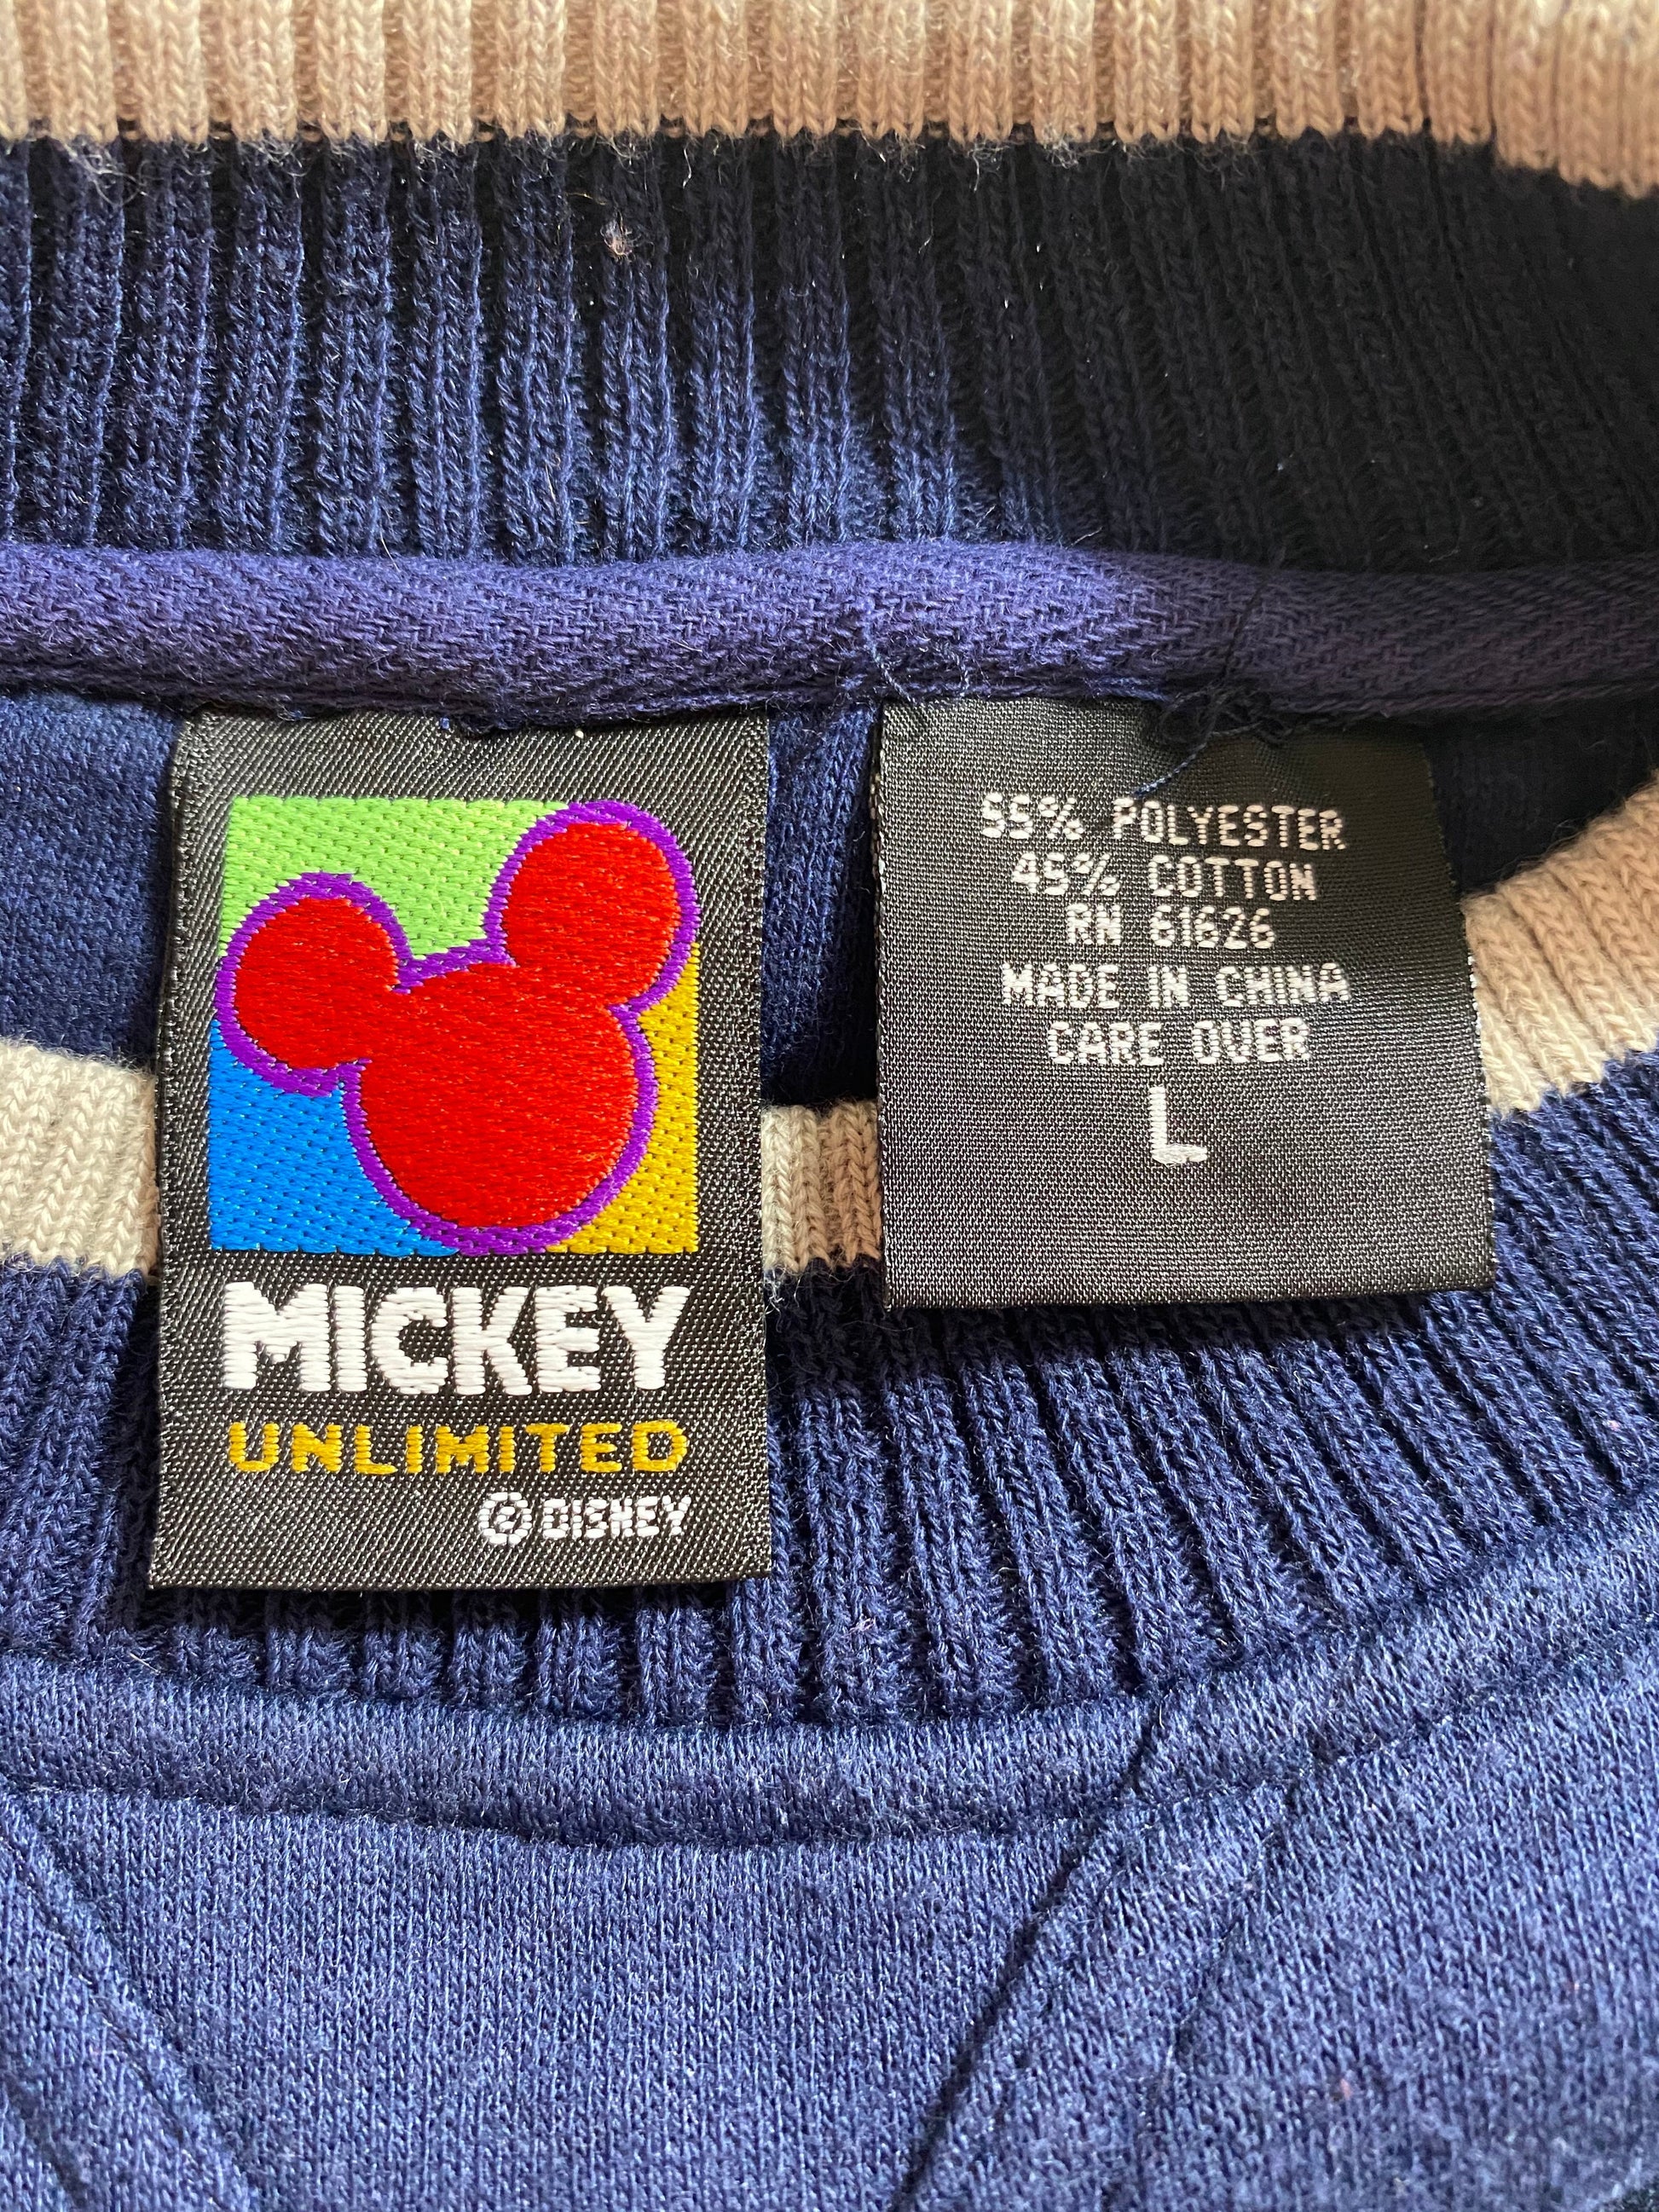 MICKEY
UNLIMITED
© DISNEY
55% POLYESTER
45% COTTON
RN 61626
MADE IN CHINA
CARE OVER
L